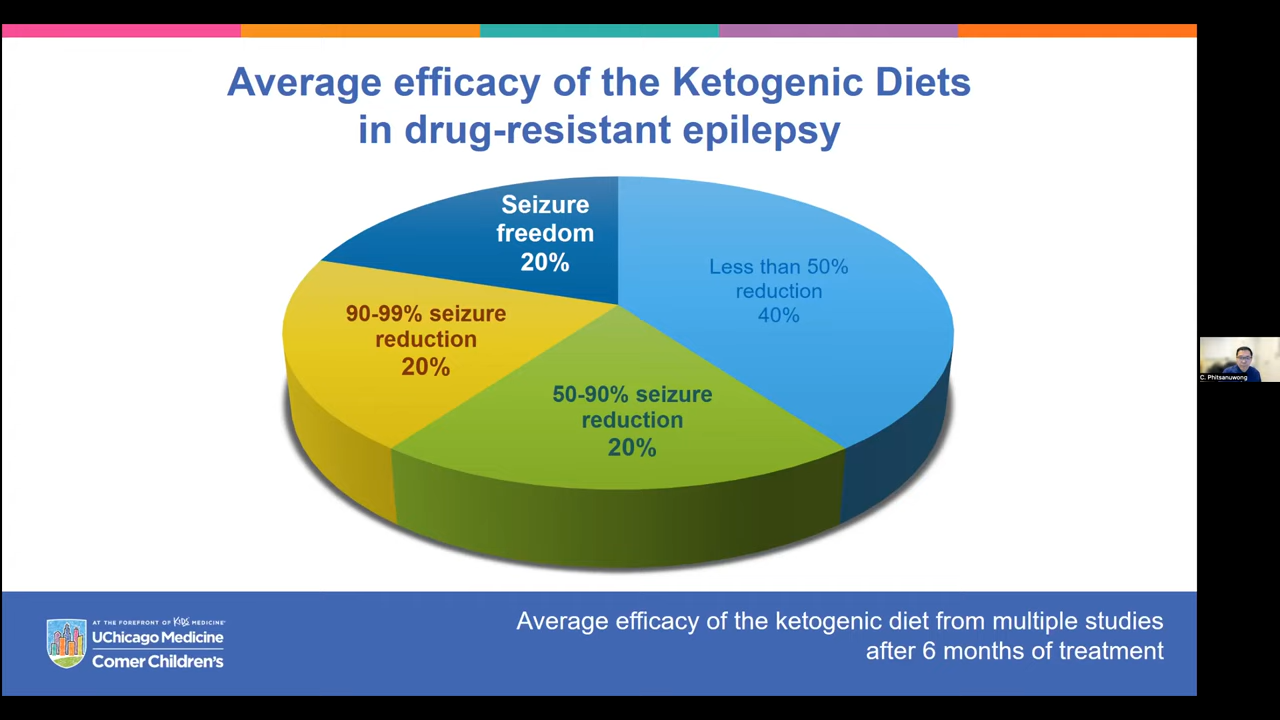 Average efficacy of the Ketogenic Diets
in drug-resistant epilepsy
Seizure
freedom
20%
Less than 50%
reduction
40%
90-99% seizure
reduction
20%
50-90% seizure
reduction
20%
C. Phitsanuwong
AT THE FOREFRONT OF KIDS MEDICINE®
UChicago Medicine
Comer Children's
Average efficacy of the ketogenic diet from multiple studies
after 6 months of treatment